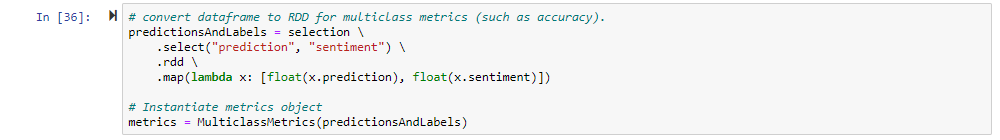 In [36]:
# convert dataframe to RDD for multiclass metrics (such as accuracy).
predictionsAndLabels = selection \
    .select("prediction", "sentiment") \
    .rdd \
    .map(lambda x: [float(x.prediction), float(x.sentiment)])

# Instantiate metrics object
metrics = MulticlassMetrics(predictionsAndLabels)